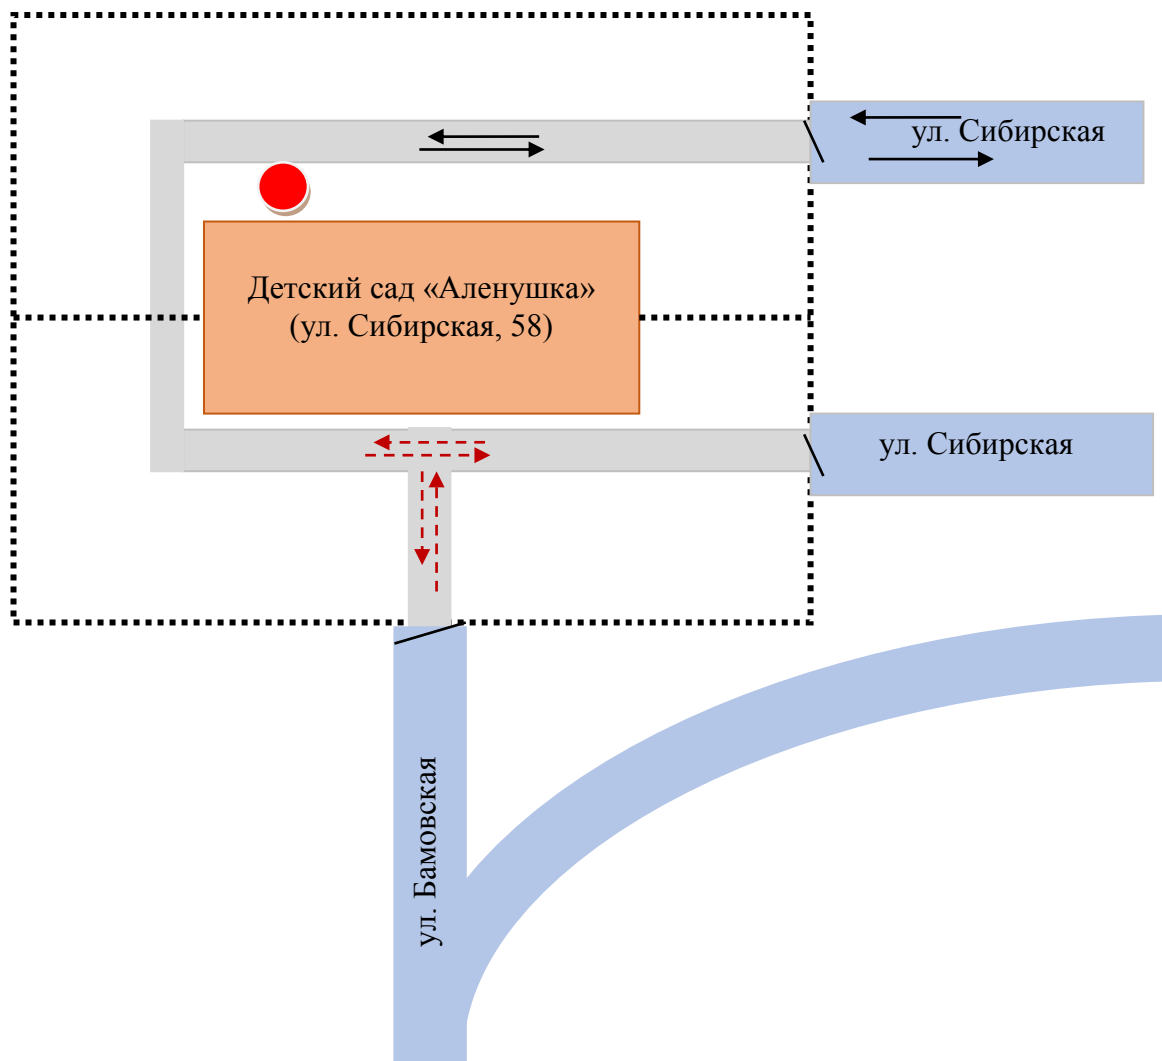 ул. Сибирская
Детский сад «Аленушка»
(ул. Сибирская, 58)
ул. Сибирская
ул. Бамовская